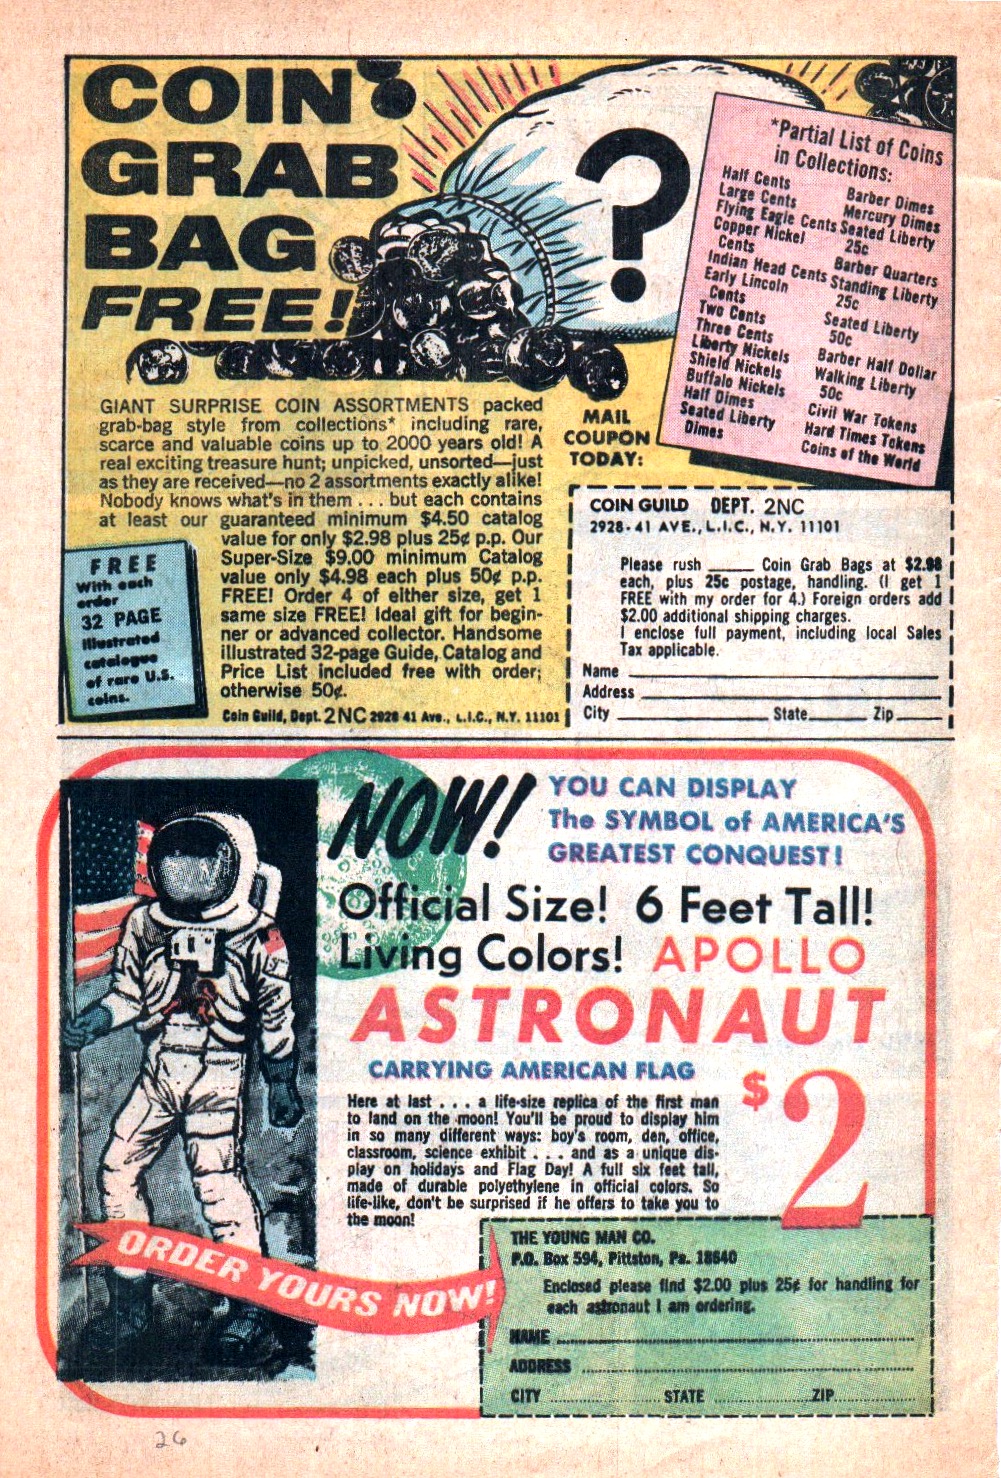 COIN
GRAB
BAG
FREE!
?
*Partial List of Coins
in Collections:
Half Cents
Large Cents
Flying Eagle Cents
Copper Nickel
Cents
Indian Head Cents
Early Lincoln
Cents
Two Cents
Three Cents
Liberty Nickels
Shield Nickels
Buffalo Nickels
Half Dimes
Seated Liberty
Dimes
Barber Dimes
Mercury Dimes
Seated Liberty
25c
Barber Quarters
Standing Liberty
25c
Seated Liberty
50c
Barber Half Dollar
Walking Liberty
50c
Civil War Tokens
Hard Times Tokens
Coins of the World
GIANT SURPRISE COIN ASSORTMENTS packed
grab-bag style from collections* including rare,
scarce and valuable coins up to 2000 years old! A
real exciting treasure hunt; unpicked, unsorted—just
as they are received—no 2 assortments exactly alike!
Nobody knows what's in them . . . but each contains
at least our guaranteed minimum $4.50 catalog
value for only $2.98 plus 25¢ p.p. Our
Super-Size $9.00 minimum Catalog
value only $4.98 each plus 50¢ p.p.
FREE! Order 4 of either size, get 1
same size FREE! Ideal gift for begin-
ner or advanced collector. Handsome
illustrated 32-page Guide, Catalog and
Price List included free with order;
otherwise 50¢.
Coin Guild, Dept. 2NC 2928 41 Ave., L.I.C., N.Y. 11101
FREE
With each
order
32 PAGE
illustrated
catalogue
of rare U.S.
coins.
MAIL
COUPON
TODAY:
COIN GUILD DEPT. 2NC
2928-41 AVE., L.I.C., N.Y. 11101
Please rush _____ Coin Grab Bags at $2.98
each, plus 25c postage, handling. (I get 1
FREE with my order for 4.) Foreign orders add
$2.00 additional shipping charges.
I enclose full payment, including local Sales
Tax applicable.
Name
Address
City State Zip
NOW!
YOU CAN DISPLAY
The SYMBOL of AMERICA'S
GREATEST CONQUEST!
Official Size! 6 Feet Tall!
Living Colors! APOLLO
ASTRONAUT
CARRYING AMERICAN FLAG
$2
Here at last . . . a life-size replica of the first man
to land on the moon! You'll be proud to display him
in so many different ways: boy's room, den, office,
classroom, science exhibit . . . and as a unique dis-
play on holidays and Flag Day! A full six feet tall,
made of durable polyethylene in official colors. So
life-like, don't be surprised if he offers to take you to
the moon!
ORDER YOURS NOW!
THE YOUNG MAN CO.
P.O. Box 594, Pittston, Pa. 18640
Enclosed please find $2.00 plus 25¢ for handling for
each astronaut I am ordering.
NAME
ADDRESS
CITY STATE ZIP
26